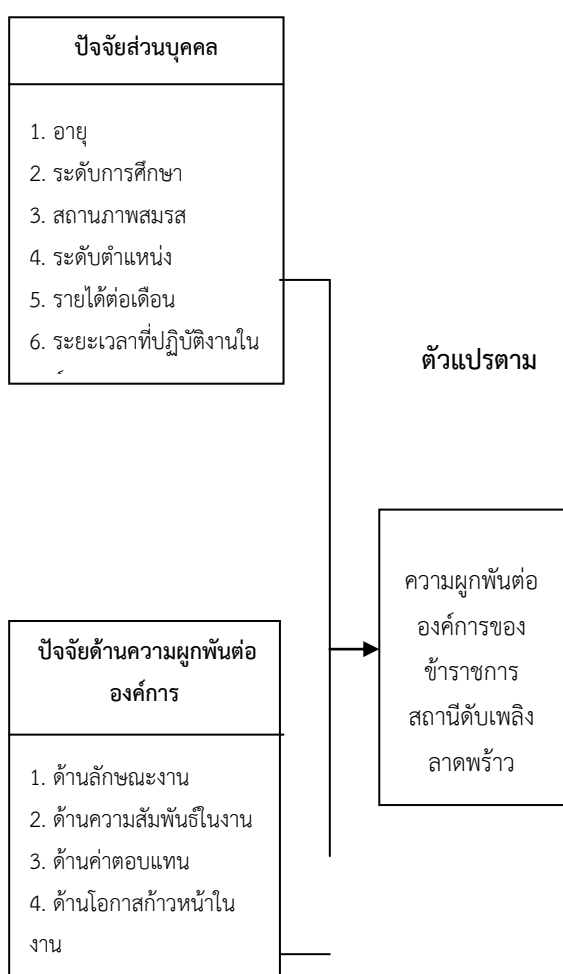 ปัจจัยส่วนบุคคล
1. อายุ
2. ระดับการศึกษา
3. สถานภาพสมรส
4. ระดับตำแหน่ง
5. รายได้ต่อเดือน
6. ระยะเวลาที่ปฏิบัติงานใน
ตัวแปรตาม
ความผูกพันต่อ
องค์การของ
ข้าราชการ
สถานีดับเพลิง
ลาดพร้าว
ปัจจัยด้านความผูกพันต่อ
องค์การ
1. ด้านลักษณะงาน
2. ด้านความสัมพันธ์ในงาน
3. ด้านค่าตอบแทน
4. ด้านโอกาสก้าวหน้าใน
งาน